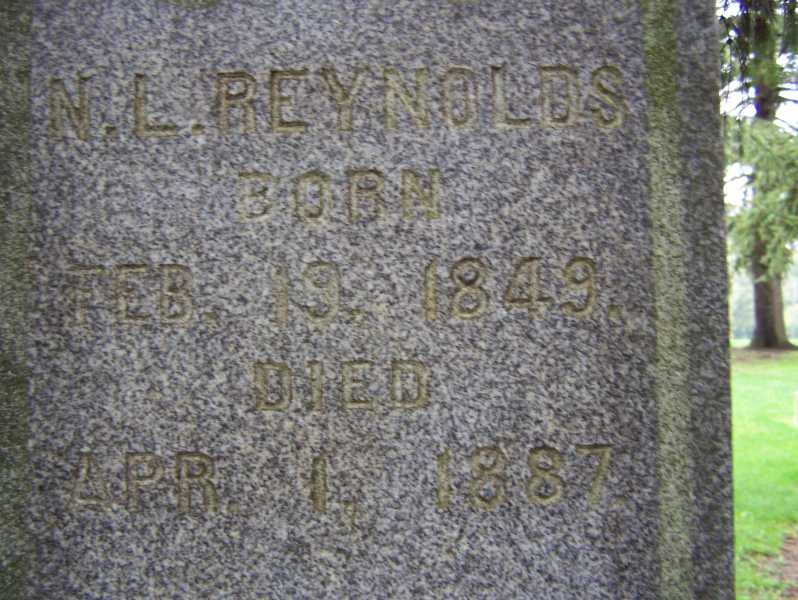 N. L. REYNOLDS
BORN
FEB. 19, 1849.
DIED
APR. 1, 1887.